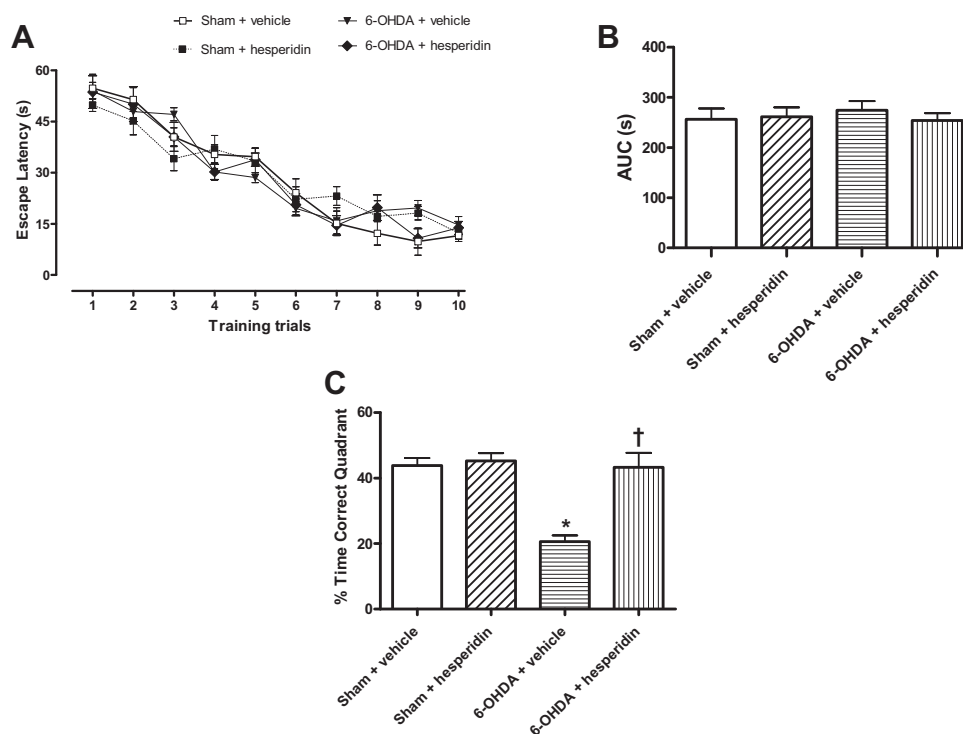 A
Sham + vehicle
6-OHDA + vehicle
Sham + hesperidin
6-OHDA + hesperidin
Escape Latency (s)
60
45
30
15
0
1 2 3 4 5 6 7 8 9 10
Training trials
B
AUC (s)
400
300
200
100
0
Sham + vehicle
Sham + hesperidin
6-OHDA + vehicle
6-OHDA + hesperidin
C
% Time Correct Quadrant
60
40
20
0
*
†
Sham + vehicle
Sham + hesperidin
6-OHDA + vehicle
6-OHDA + hesperidin